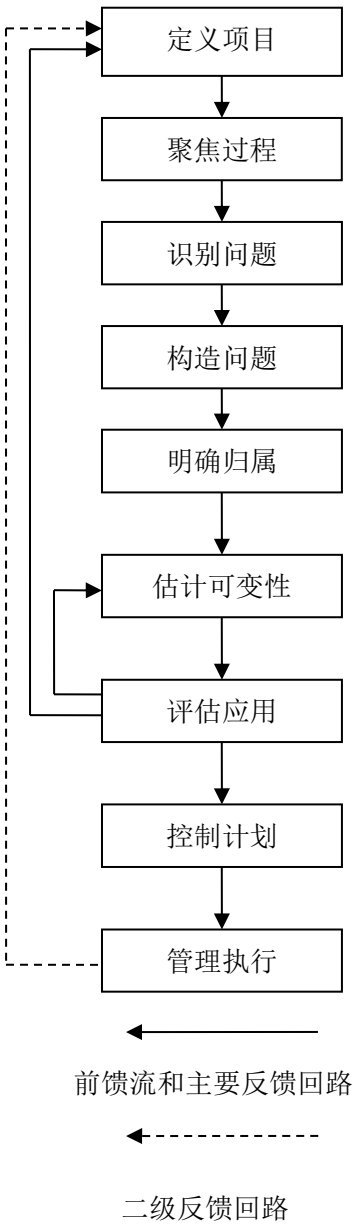 定义项目
聚焦过程
识别问题
构造问题
明确归属
估计可变性
评估应用
控制计划
管理执行
前馈流和主要反馈回路
二级反馈回路